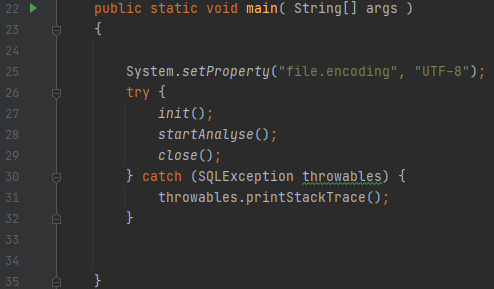 22 public static void main( String[] args )
23 {
24
25 System.setProperty("file.encoding", "UTF-8");
26 try {
27 init();
28 startAnalyse();
29 close();
30 } catch (SQLException throwables) {
31 throwables.printStackTrace();
32 }
33
34
35 }